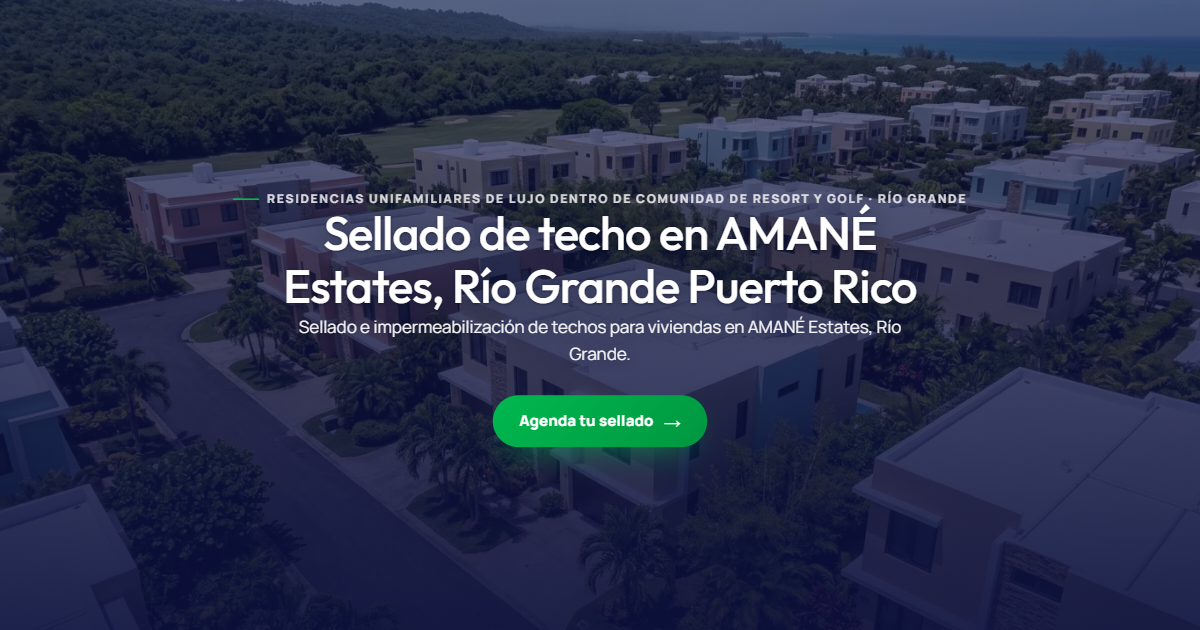 RESIDENCIAS UNIFAMILIARES DE LUJO DENTRO DE COMUNIDAD DE RESORT Y GOLF · RÍO GRANDE
Sellado de techo en AMANÉ
Estates, Río Grande Puerto Rico
Sellado e impermeabilización de techos para viviendas en AMANÉ Estates, Río
Grande.
Agenda tu sellado →